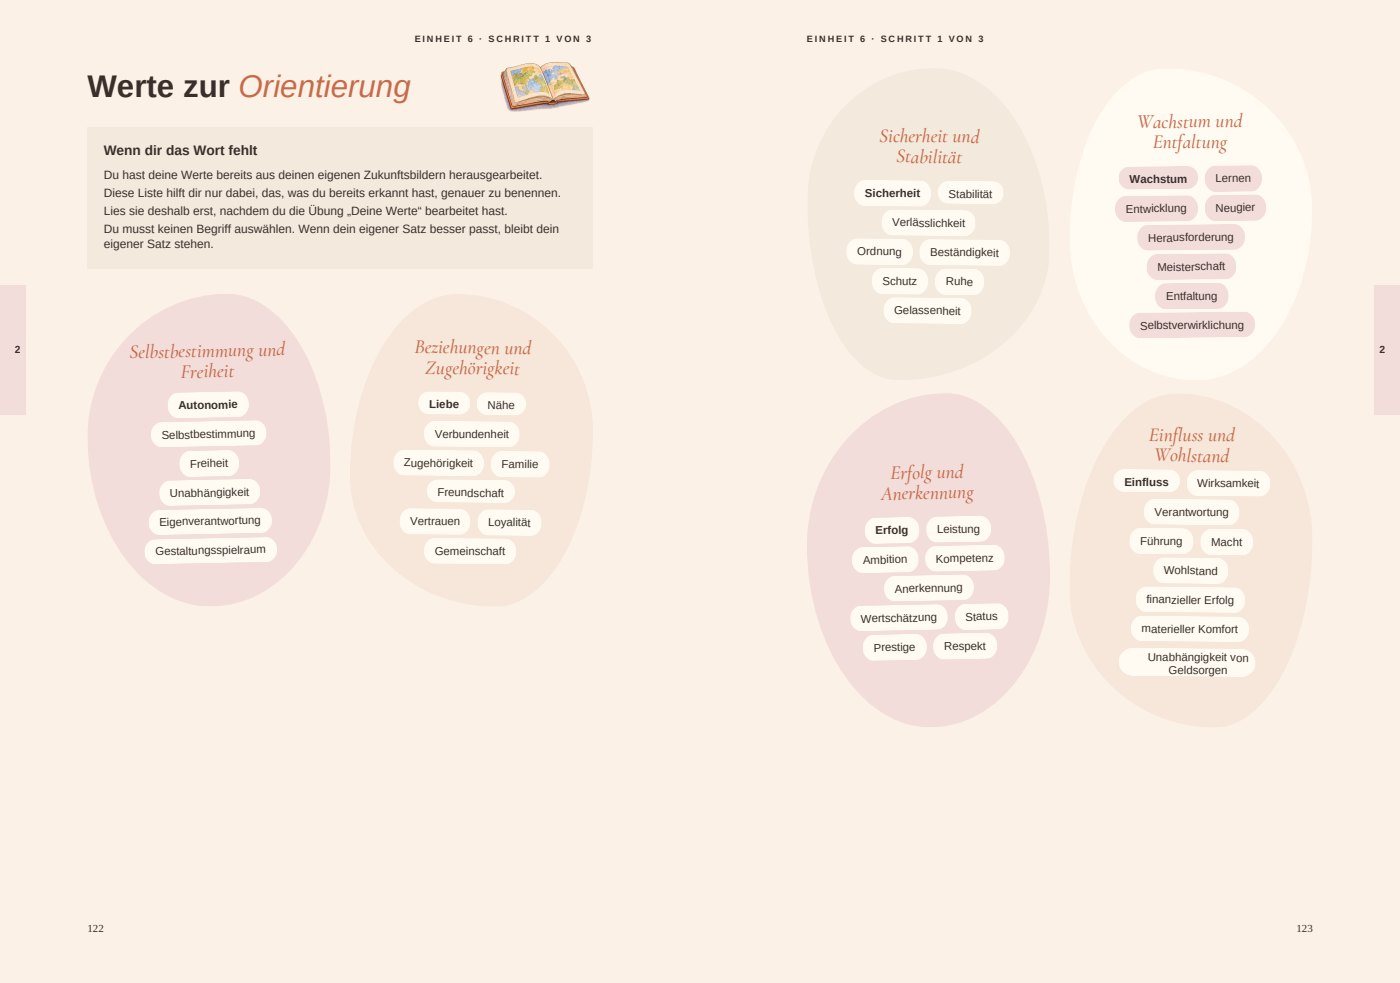 EINHEIT 6 · SCHRITT 1 VON 3
Werte zur Orientierung
Wenn dir das Wort fehlt
Du hast deine Werte bereits aus deinen eigenen Zukunftsbildern herausgearbeitet.
Diese Liste hilft dir nur dabei, das, was du bereits erkannt hast, genauer zu benennen.
Lies sie deshalb erst, nachdem du die Übung „Deine Werte“ bearbeitet hast.
Du musst keinen Begriff auswählen. Wenn dein eigener Satz besser passt, bleibt dein
eigener Satz stehen.
2
Selbstbestimmung und
Freiheit
Autonomie
Selbstbestimmung
Freiheit
Unabhängigkeit
Eigenverantwortung
Gestaltungsspielraum
Beziehungen und
Zugehörigkeit
Liebe Nähe
Verbundenheit
Zugehörigkeit Familie
Freundschaft
Vertrauen Loyalität
Gemeinschaft
122
EINHEIT 6 · SCHRITT 1 VON 3
Sicherheit und
Stabilität
Sicherheit Stabilität
Verlässlichkeit
Ordnung Beständigkeit
Schutz Ruhe
Gelassenheit
Wachstum und
Entfaltung
Wachstum Lernen
Entwicklung Neugier
Herausforderung
Meisterschaft
Entfaltung
Selbstverwirklichung
2
Erfolg und
Anerkennung
Erfolg Leistung
Ambition Kompetenz
Anerkennung
Wertschätzung Status
Prestige Respekt
Einfluss und
Wohlstand
Einfluss Wirksamkeit
Verantwortung
Führung Macht
Wohlstand
finanzieller Erfolg
materieller Komfort
Unabhängigkeit von
Geldsorgen
123